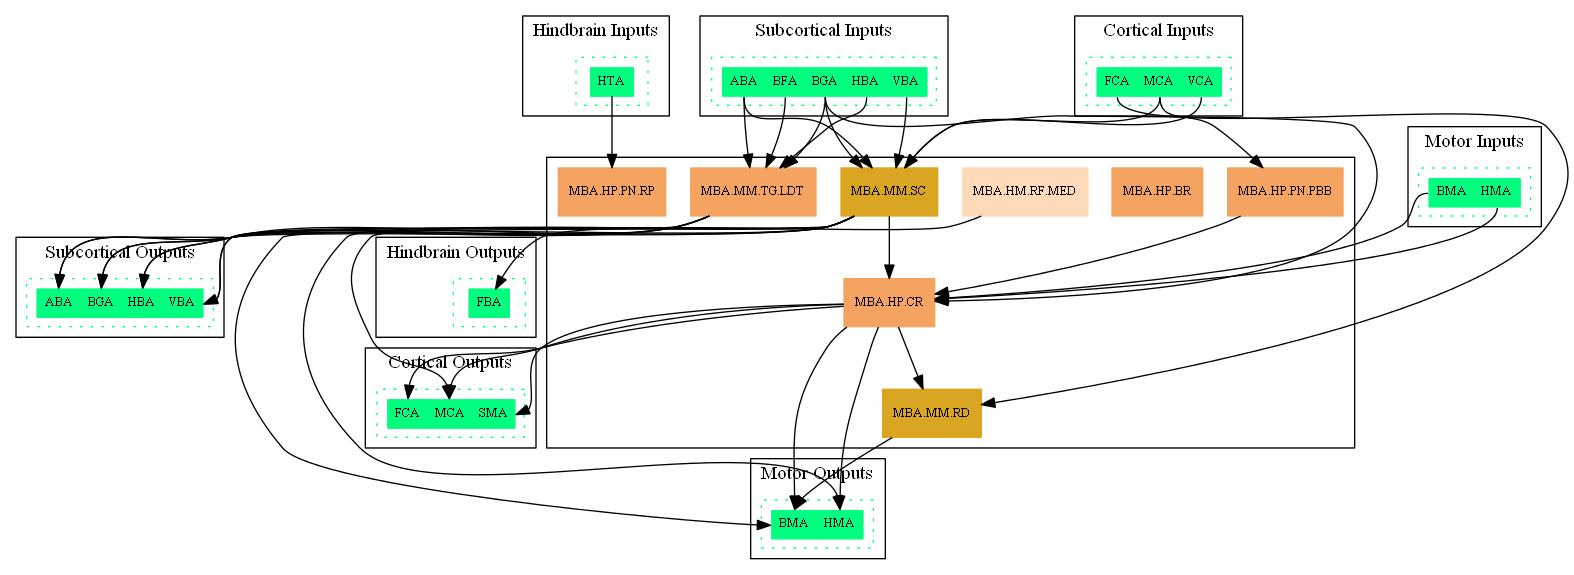 Hindbrain Inputs
HTA
Subcortical Inputs
ABA BFA BGA HBA VBA
Cortical Inputs
FCA MCA VCA
Motor Inputs
BMA HMA
MBA.HP.PN.RP
MBA.MM.TG.LDT
MBA.MM.SC
MBA.HM.RF.MED
MBA.HP.BR
MBA.HP.PN.PBB
Subcortical Outputs
ABA BGA HBA VBA
Hindbrain Outputs
FBA
MBA.HP.CR
Cortical Outputs
FCA MCA SMA
MBA.MM.RD
Motor Outputs
BMA HMA